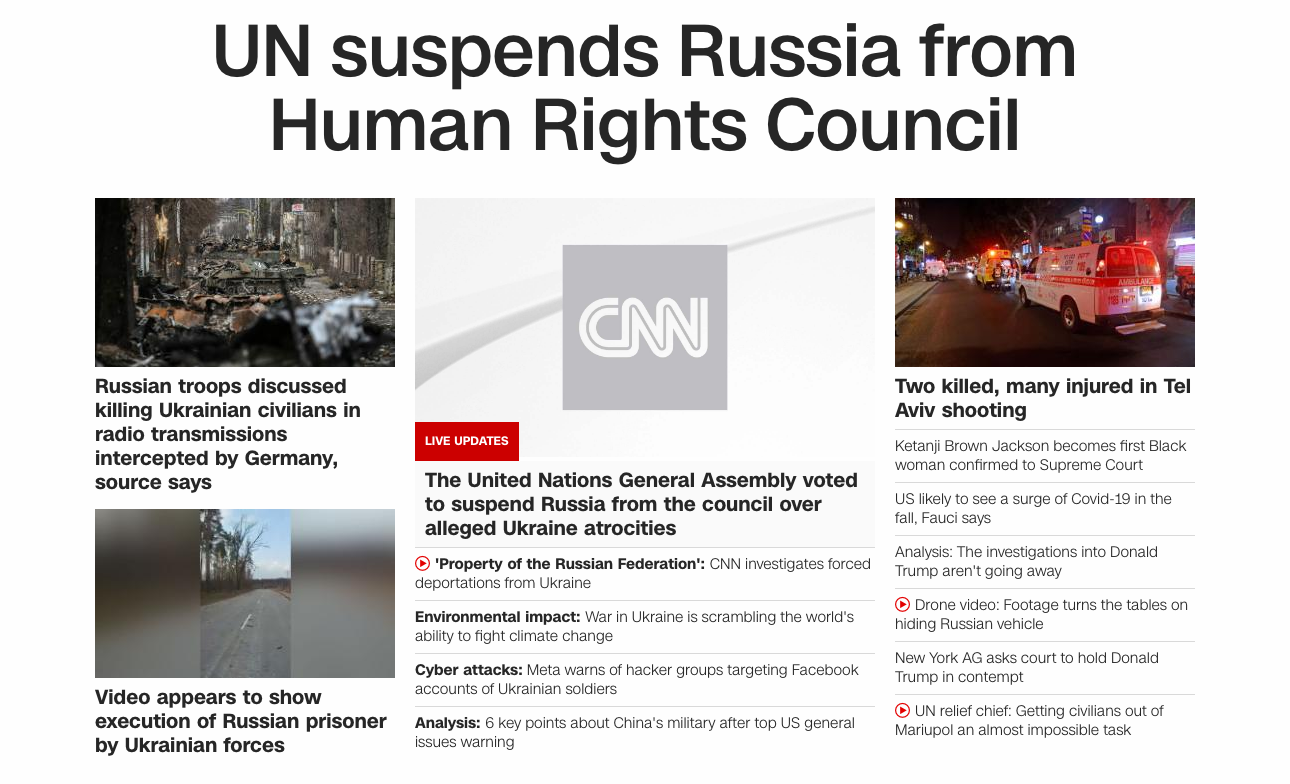 UN suspends Russia from
Human Rights Council
Russian troops discussed
killing Ukrainian civilians in
radio transmissions
intercepted by Germany,
source says
Video appears to show
execution of Russian prisoner
by Ukrainian forces
CNN
LIVE UPDATES
The United Nations General Assembly voted
to suspend Russia from the council over
alleged Ukraine atrocities
'Property of the Russian Federation': CNN investigates forced
deportations from Ukraine
Environmental impact: War in Ukraine is scrambling the world's
ability to fight climate change
Cyber attacks: Meta warns of hacker groups targeting Facebook
accounts of Ukrainian soldiers
Analysis: 6 key points about China's military after top US general
issues warning
AMBULANCE
Two killed, many injured in Tel
Aviv shooting
Ketanji Brown Jackson becomes first Black
woman confirmed to Supreme Court
US likely to see a surge of Covid-19 in the
fall, Fauci says
Analysis: The investigations into Donald
Trump aren't going away
Drone video: Footage turns the tables on
hiding Russian vehicle
New York AG asks court to hold Donald
Trump in contempt
UN relief chief: Getting civilians out of
Mariupol an almost impossible task